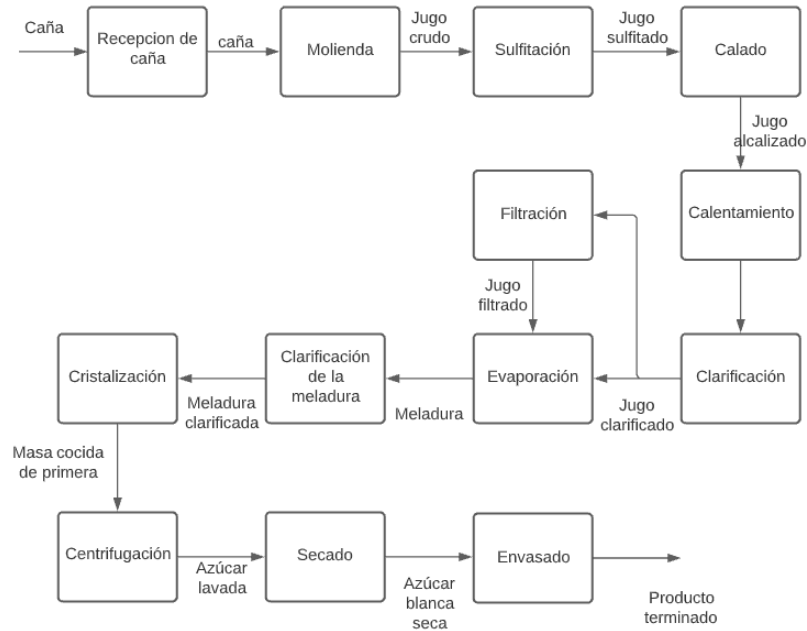 Caña
Recepcion de
caña
caña
Molienda
Jugo
crudo
Sulfitación
Jugo
sulfitado
Calado
Jugo
alcalizado
Calentamiento
Filtración
Jugo
filtrado
Clarificación
Jugo
clarificado
Evaporación
Meladura
Clarificación
de la
meladura
Meladura
clarificada
Cristalización
Masa cocida
de primera
Centrifugación
Azúcar
lavada
Secado
Azúcar
blanca
seca
Envasado
Producto
terminado